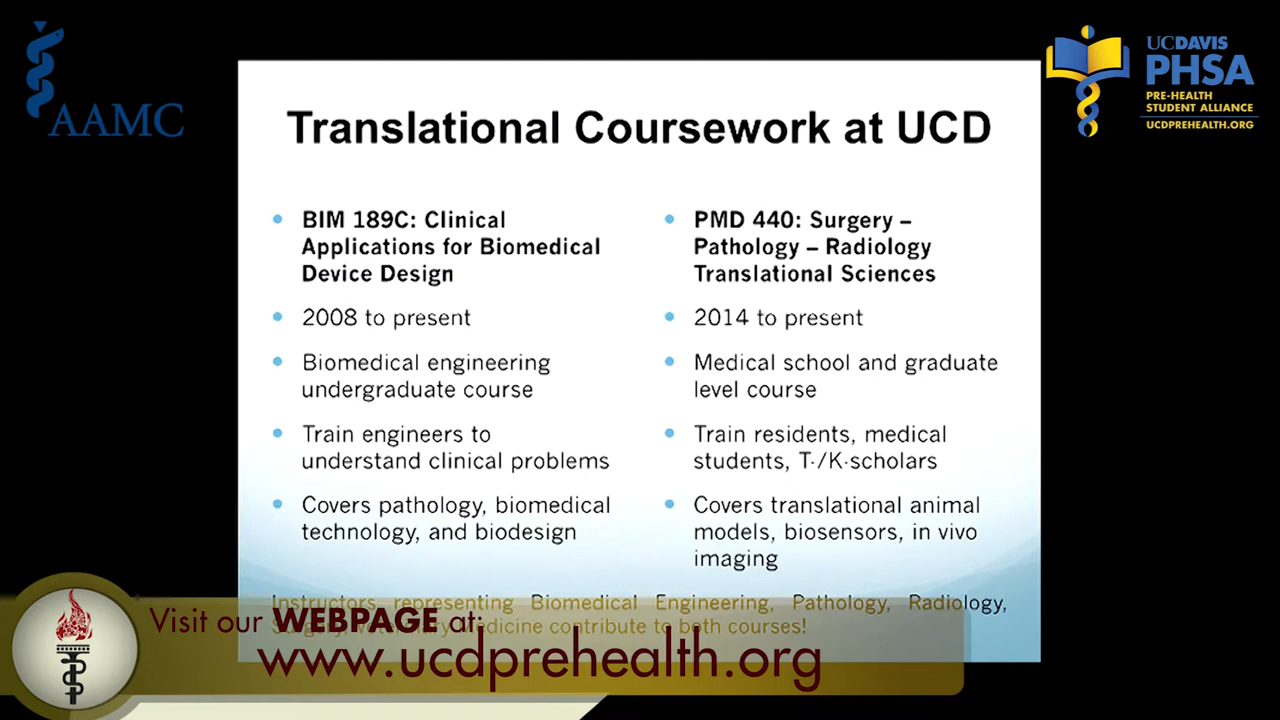 AAMC
UCDAVIS
PHSA
PRE-HEALTH
STUDENT ALLIANCE
UCDPREHEALTH.ORG
Translational Coursework at UCD
• BIM 189C: Clinical
Applications for Biomedical
Device Design
• 2008 to present
• Biomedical engineering
undergraduate course
• Train engineers to
understand clinical problems
• Covers pathology, biomedical
technology, and biodesign
• PMD 440: Surgery –
Pathology – Radiology
Translational Sciences
• 2014 to present
• Medical school and graduate
level course
• Train residents, medical
students, T-/K-scholars
• Covers translational animal
models, biosensors, in vivo
imaging
Instructors representing Biomedical Engineering, Pathology, Radiology,
Surgery, Veterinary Medicine contribute to both courses!
Visit our WEBPAGE at:
www.ucdprehealth.org